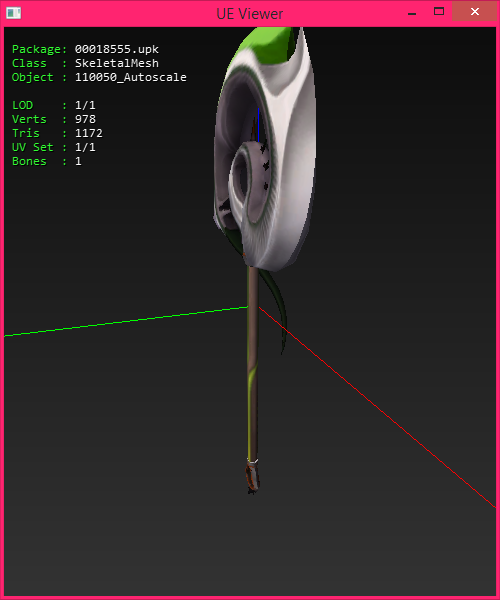 UE Viewer
Package: 00018555.upk
Class : SkeletalMesh
Object : 110050_Autoscale
LOD : 1/1
Verts : 978
Tris : 1172
UV Set : 1/1
Bones : 1